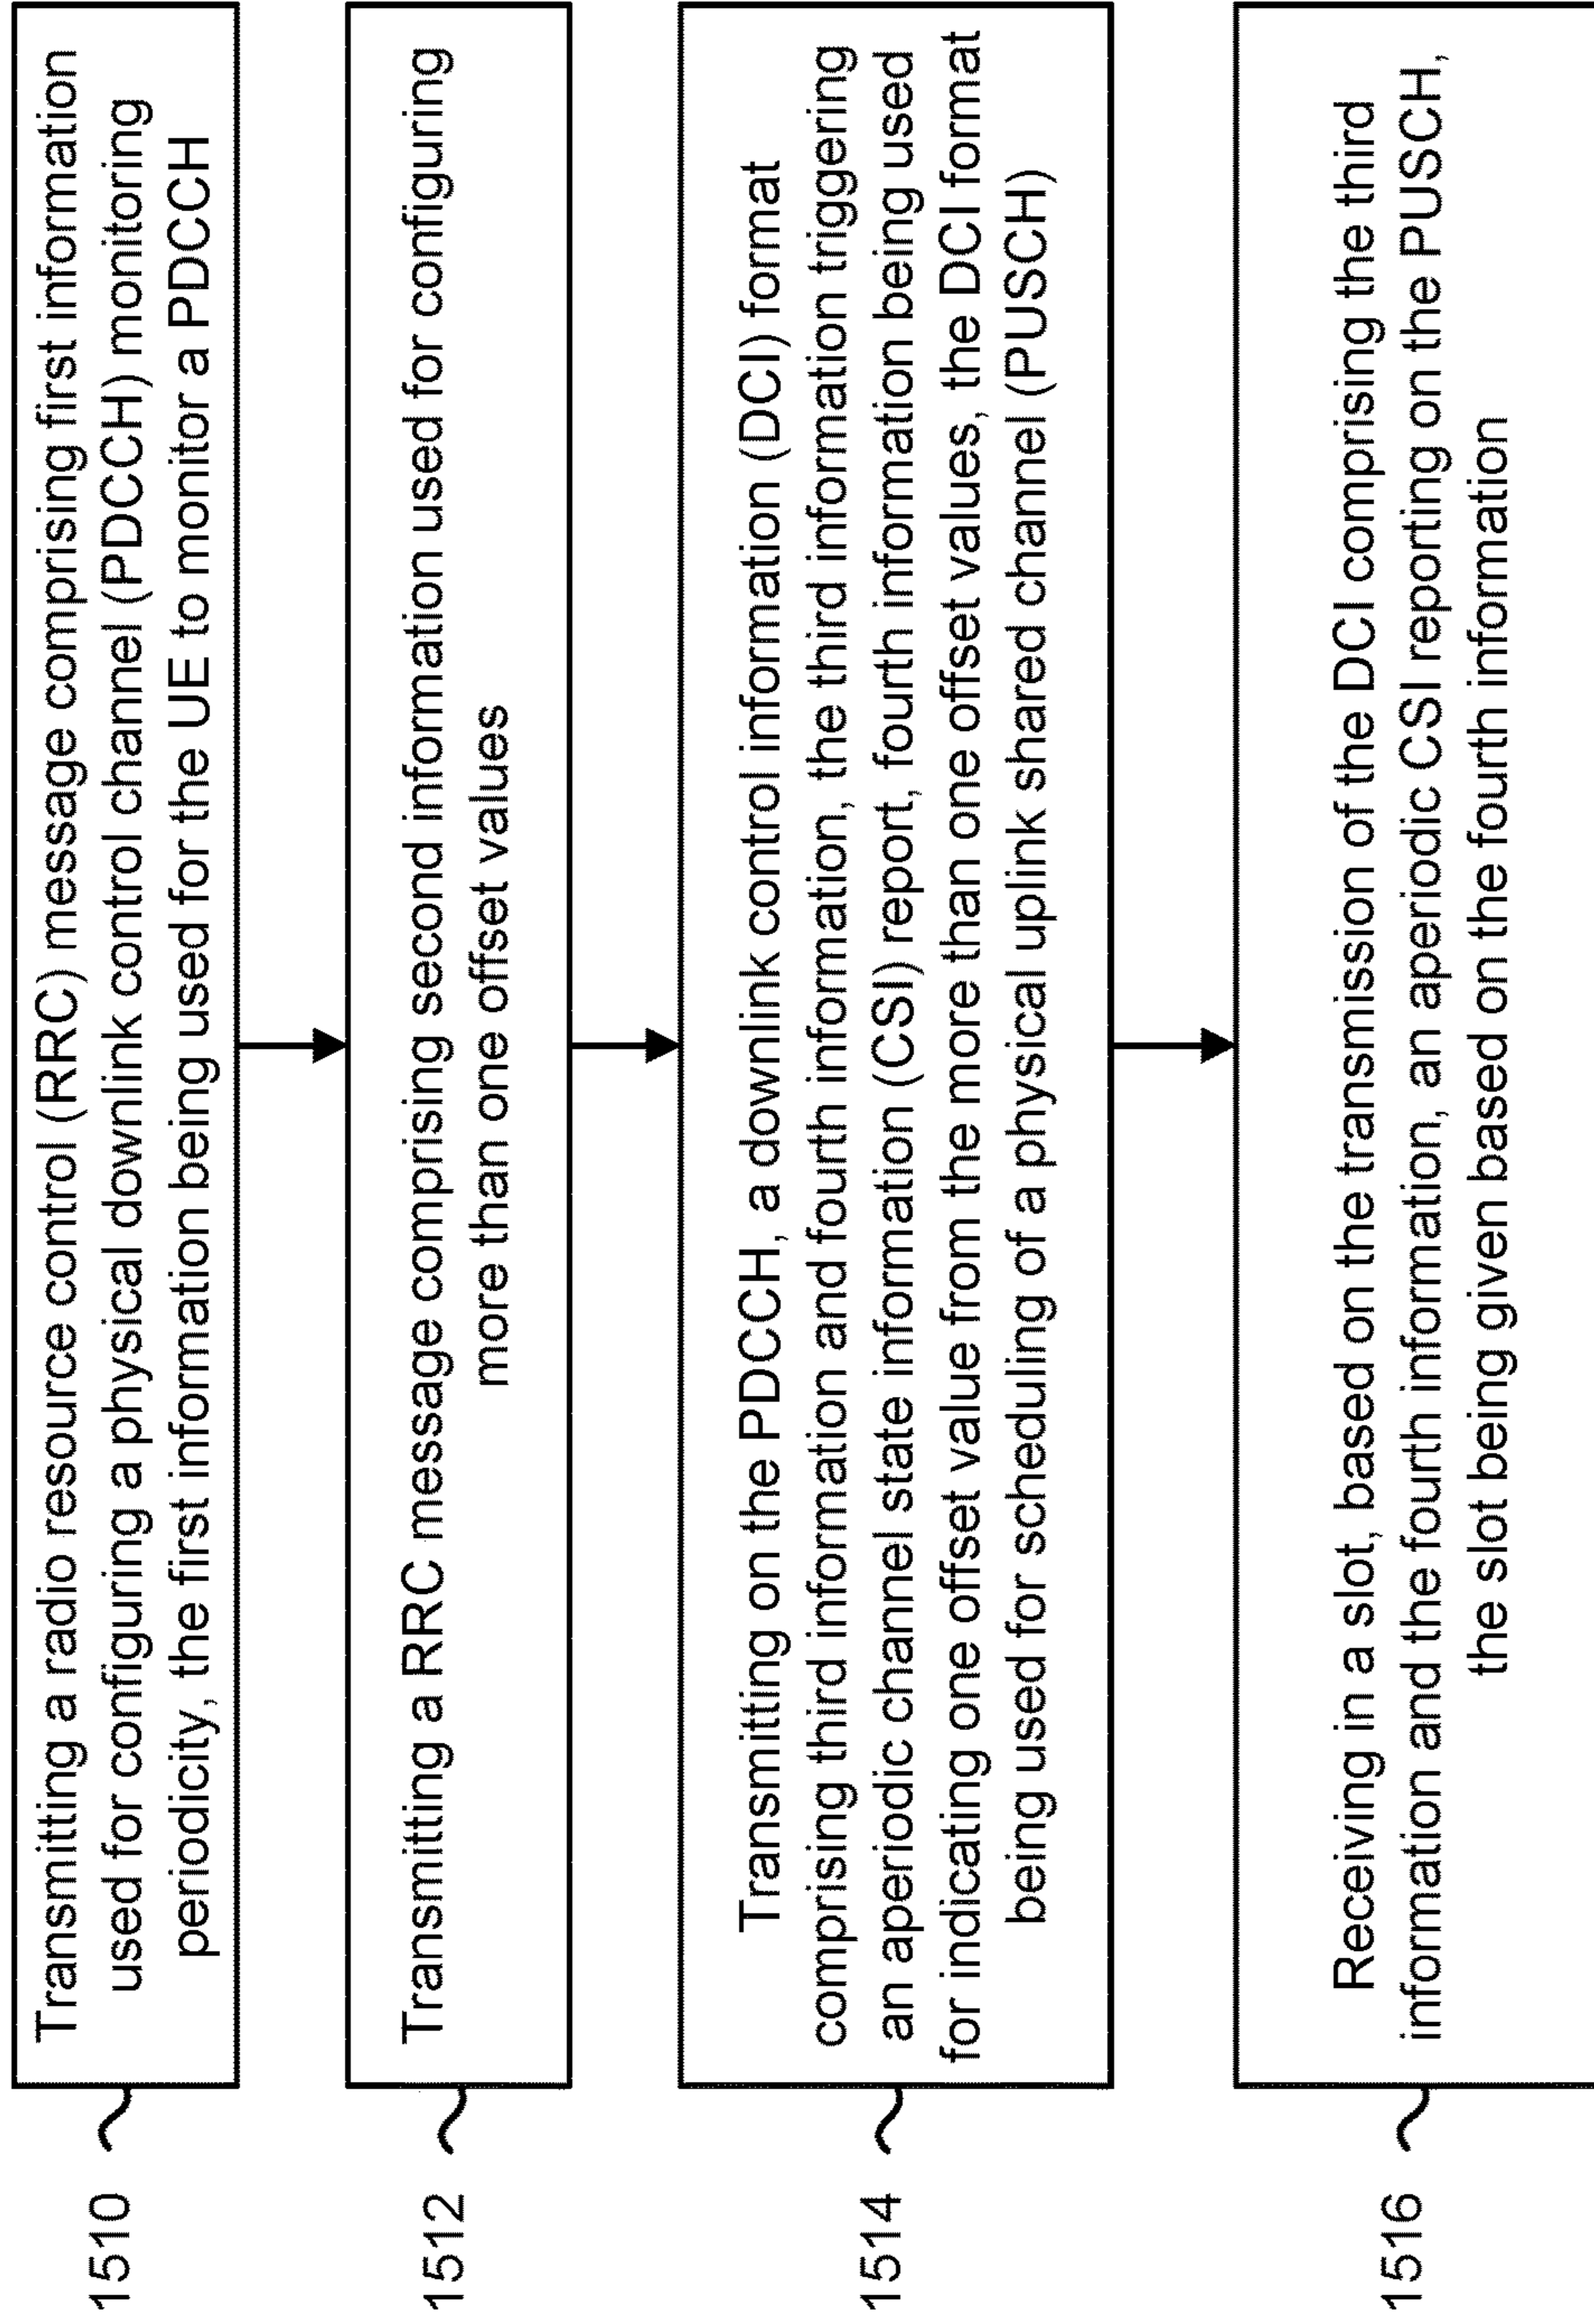 1510
Transmitting a radio resource control (RRC) message comprising first information
used for configuring a physical downlink control channel (PDCCH) monitoring
periodicity, the first information being used for the UE to monitor a PDCCH
1512
Transmitting a RRC message comprising second information used for configuring
more than one offset values
1514
Transmitting on the PDCCH, a downlink control information (DCI) format
comprising third information and fourth information, the third information triggering
an aperiodic channel state information (CSI) report, fourth information being used
for indicating one offset value from the more than one offset values, the DCI format
being used for scheduling of a physical uplink shared channel (PUSCH)
1516
Receiving in a slot, based on the transmission of the DCI comprising the third
information and the fourth information, an aperiodic CSI reporting on the PUSCH,
the slot being given based on the fourth information